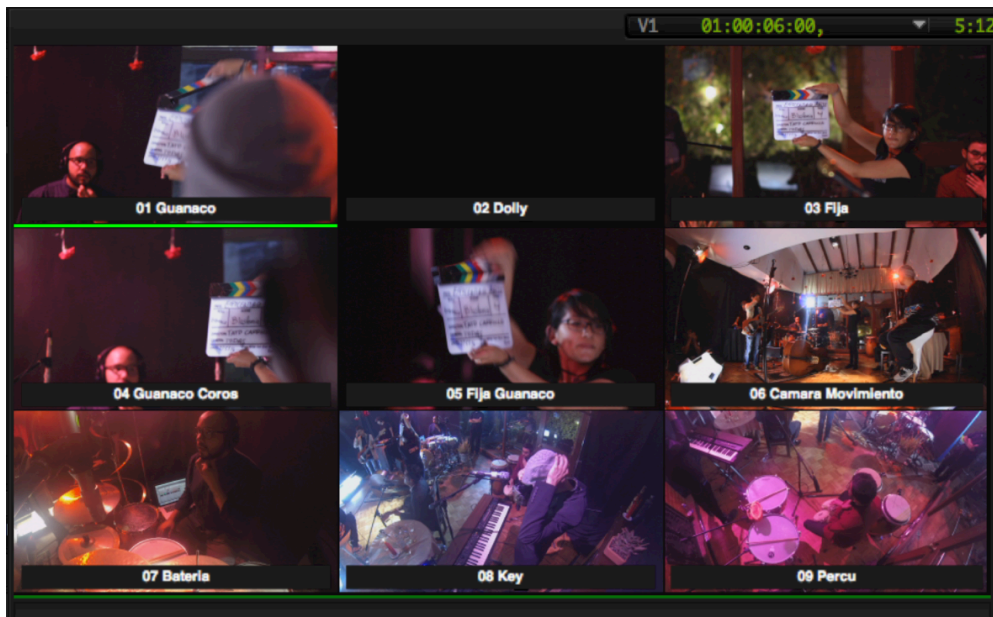 V1 01:00:06:00, 5:12
01 Guanaco
02 Dolly
03 Fija
04 Guanaco Coros
05 Fija Guanaco
06 Camara Movimiento
07 Bateria
08 Key
09 Percu